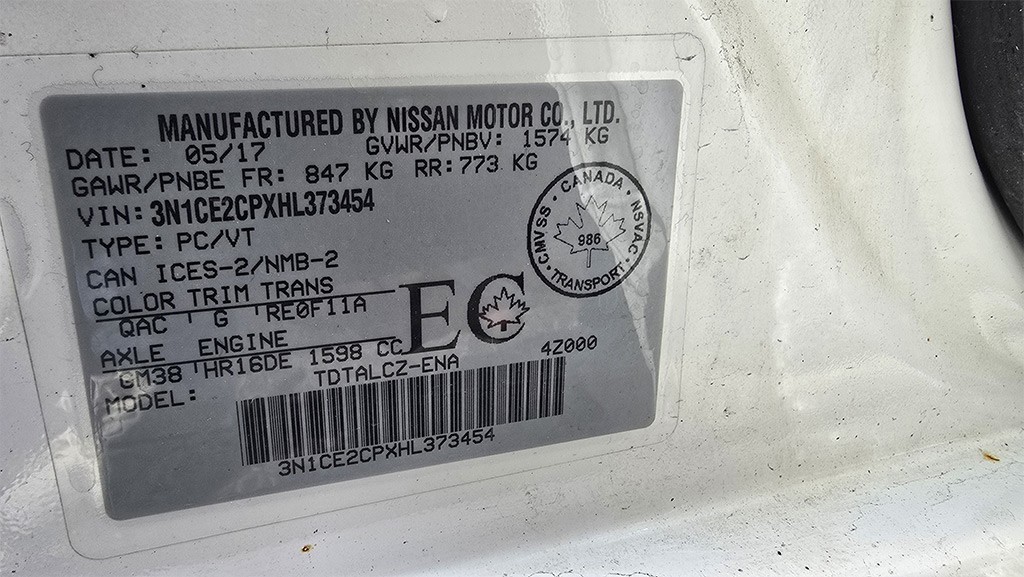 MANUFACTURED BY NISSAN MOTOR CO., LTD.
DATE: 05/17 GVWR/PNBV: 1574 KG
GAWR/PNBE FR: 847 KG RR: 773 KG
VIN: 3N1CE2CPXHL373454
TYPE: PC/VT
CAN ICES-2/NMB-2
COLOR TRIM TRANS
QAC G RE0F11A
AXLE ENGINE
GM38 HR16DE 1598 CC
MODEL: TDTALCZ-ENA 4Z000
3N1CE2CPXHL373454
EC
CANADA
CMVSS · NSVAC
986
TRANSPORT